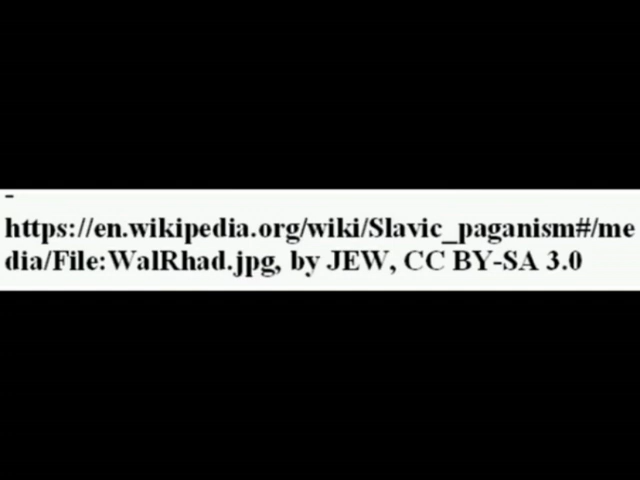 -
https://en.wikipedia.org/wiki/Slavic_paganism#/me
dia/File:WalRhad.jpg, by JEW, CC BY-SA 3.0